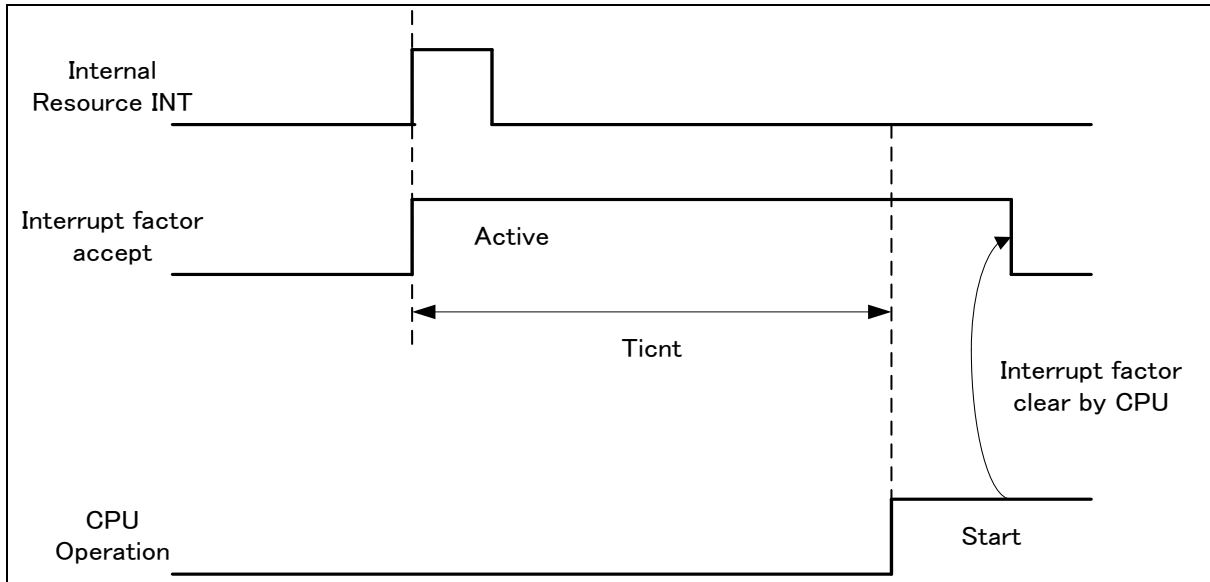 Internal
Resource INT
Interrupt factor
accept
Active
Ticnt
Interrupt factor
clear by CPU
CPU
Operation
Start